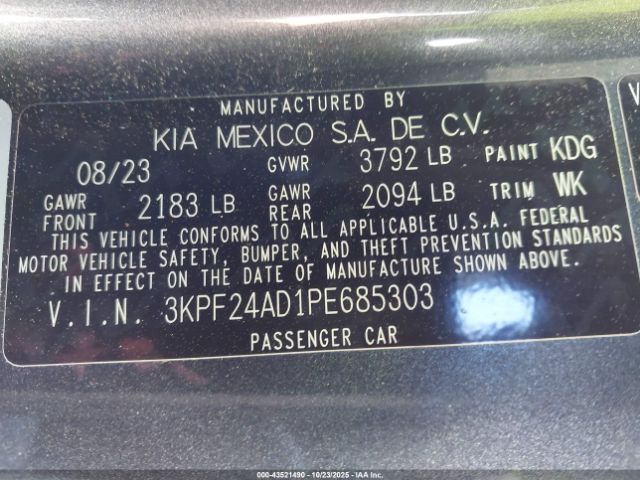 MANUFACTURED BY
KIA MEXICO S.A. DE C.V.
08/23 GVWR 3792 LB PAINT KDG
GAWR FRONT 2183 LB GAWR REAR 2094 LB TRIM WK
THIS VEHICLE CONFORMS TO ALL APPLICABLE U.S.A. FEDERAL
MOTOR VEHICLE SAFETY, BUMPER, AND THEFT PREVENTION STANDARDS
IN EFFECT ON THE DATE OF MANUFACTURE SHOWN ABOVE.
V.I.N. 3KPF24AD1PE685303
PASSENGER CAR
V
000-43521490 - 10/23/2025 - IAAI.COM